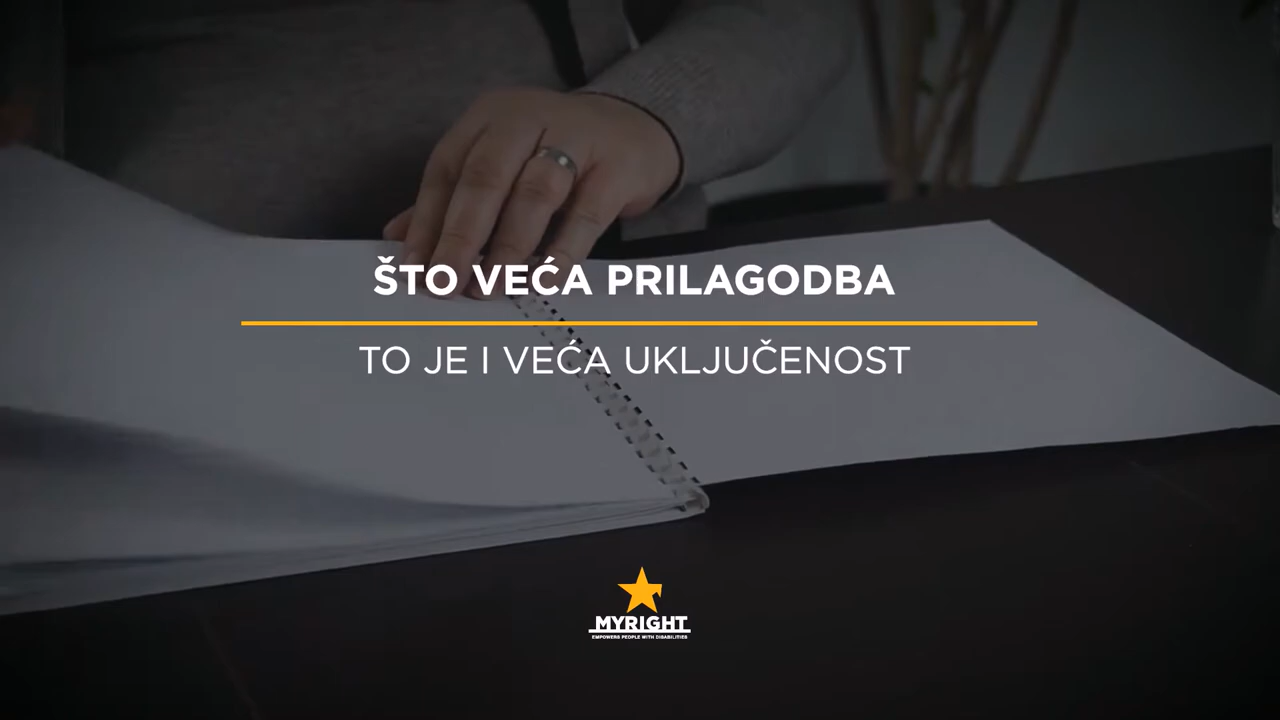 ŠTO VEĆA PRILAGODBA
TO JE I VEĆA UKLJUČENOST
MYRIGHT
EMPOWERS PEOPLE WITH DISABILITIES